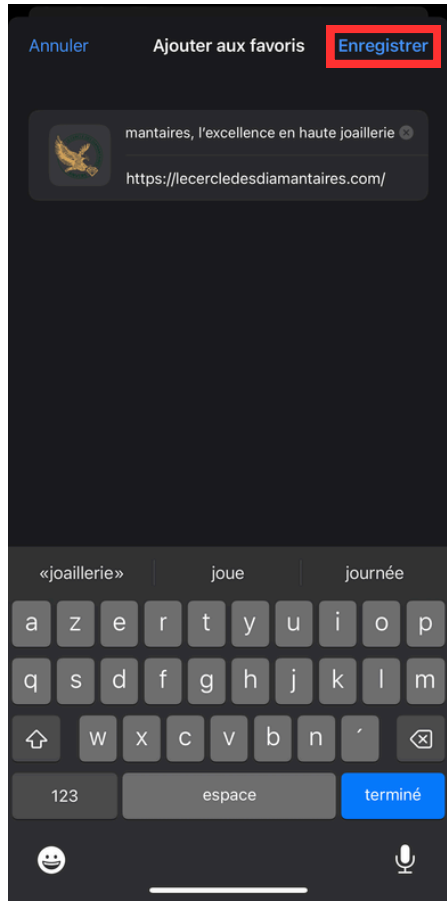 Annuler Ajouter aux favoris Enregistrer
mantaires, l'excellence en haute joaillerie
https://lecercledesdiamantaires.com/
«joaillerie» joue journée
a z e r t y u i o p
q s d f g h j k l m
w x c v b n ´
123 espace terminé